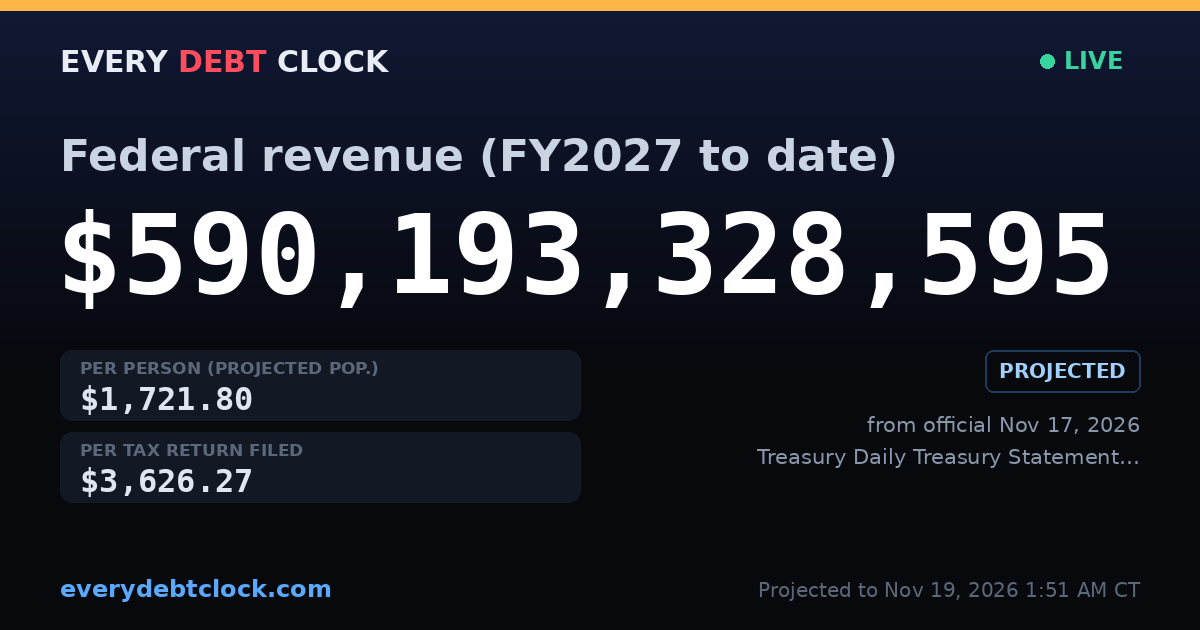 EVERY DEBT CLOCK
LIVE
Federal revenue (FY2027 to date)
$590,193,328,595
PER PERSON (PROJECTED POP.)
$1,721.80
PER TAX RETURN FILED
$3,626.27
PROJECTED
from official Nov 17, 2026
Treasury Daily Treasury Statement…
everydebtclock.com
Projected to Nov 19, 2026 1:51 AM CT